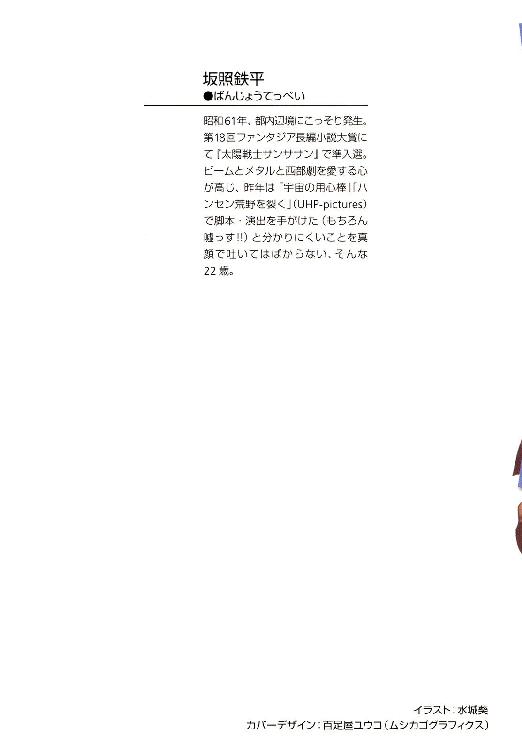 坂照鉄平
●ばんじょうてっぺい
昭和61年、都内辺境にこっそり発生。
第18回ファンタジア長編小説大賞に
て『太陽戦士サンササン』で準入選。
ビームとメタルと西部劇を愛する心
が高じ、昨年は「宇宙の用心棒」「ハ
ンセン荒野を裂く」(UHF-pictures)
で脚本・演出を手がけた(もちろん
嘘っす!!)と分かりにくいことを真
顔で吐いてはばからない、そんな
22歳。
イラスト:水城葵
カバーデザイン:百足屋ユウコ(ムシカゴグラフィクス)